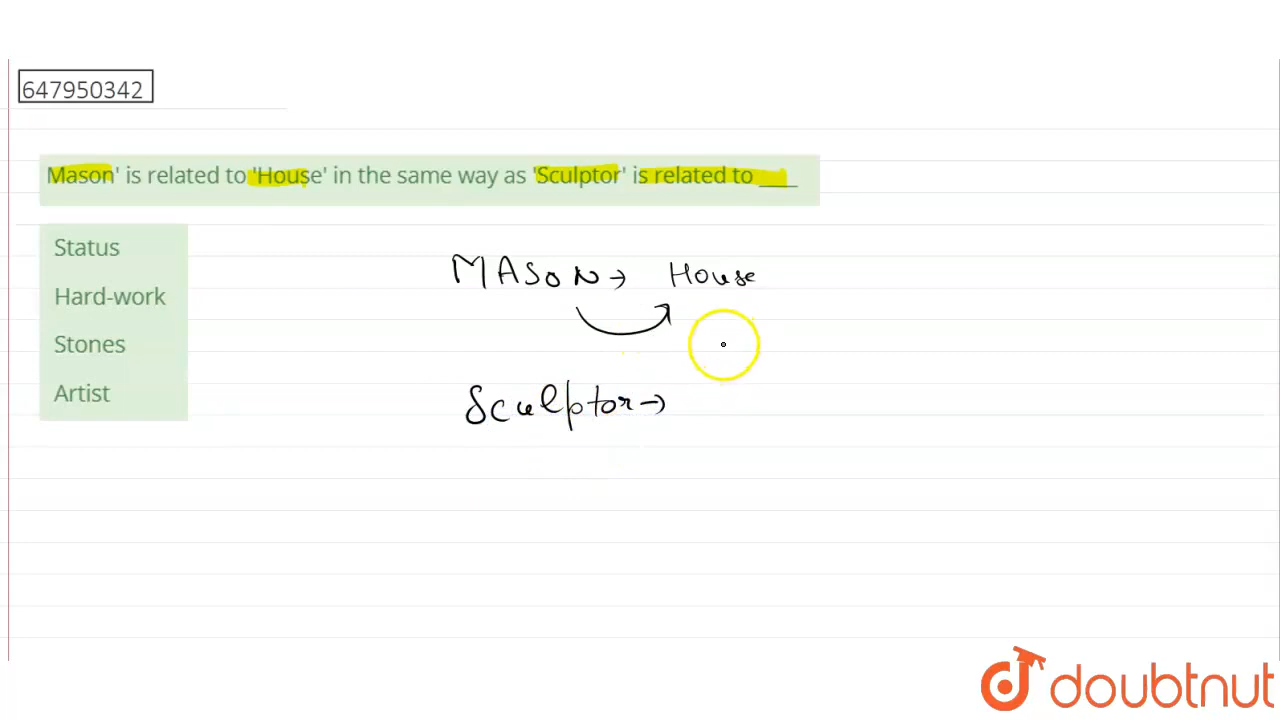 647950342
Mason' is related to 'House' in the same way as 'Sculptor' is related to ____
Status
Hard-work
Stones
Artist
MASON → House
Sculptor →
doubtnut